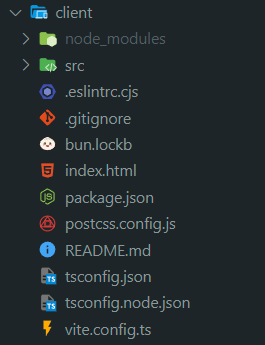 client
node_modules
src
.eslintrc.cjs
.gitignore
bun.lockb
index.html
package.json
postcss.config.js
README.md
tsconfig.json
tsconfig.node.json
vite.config.ts